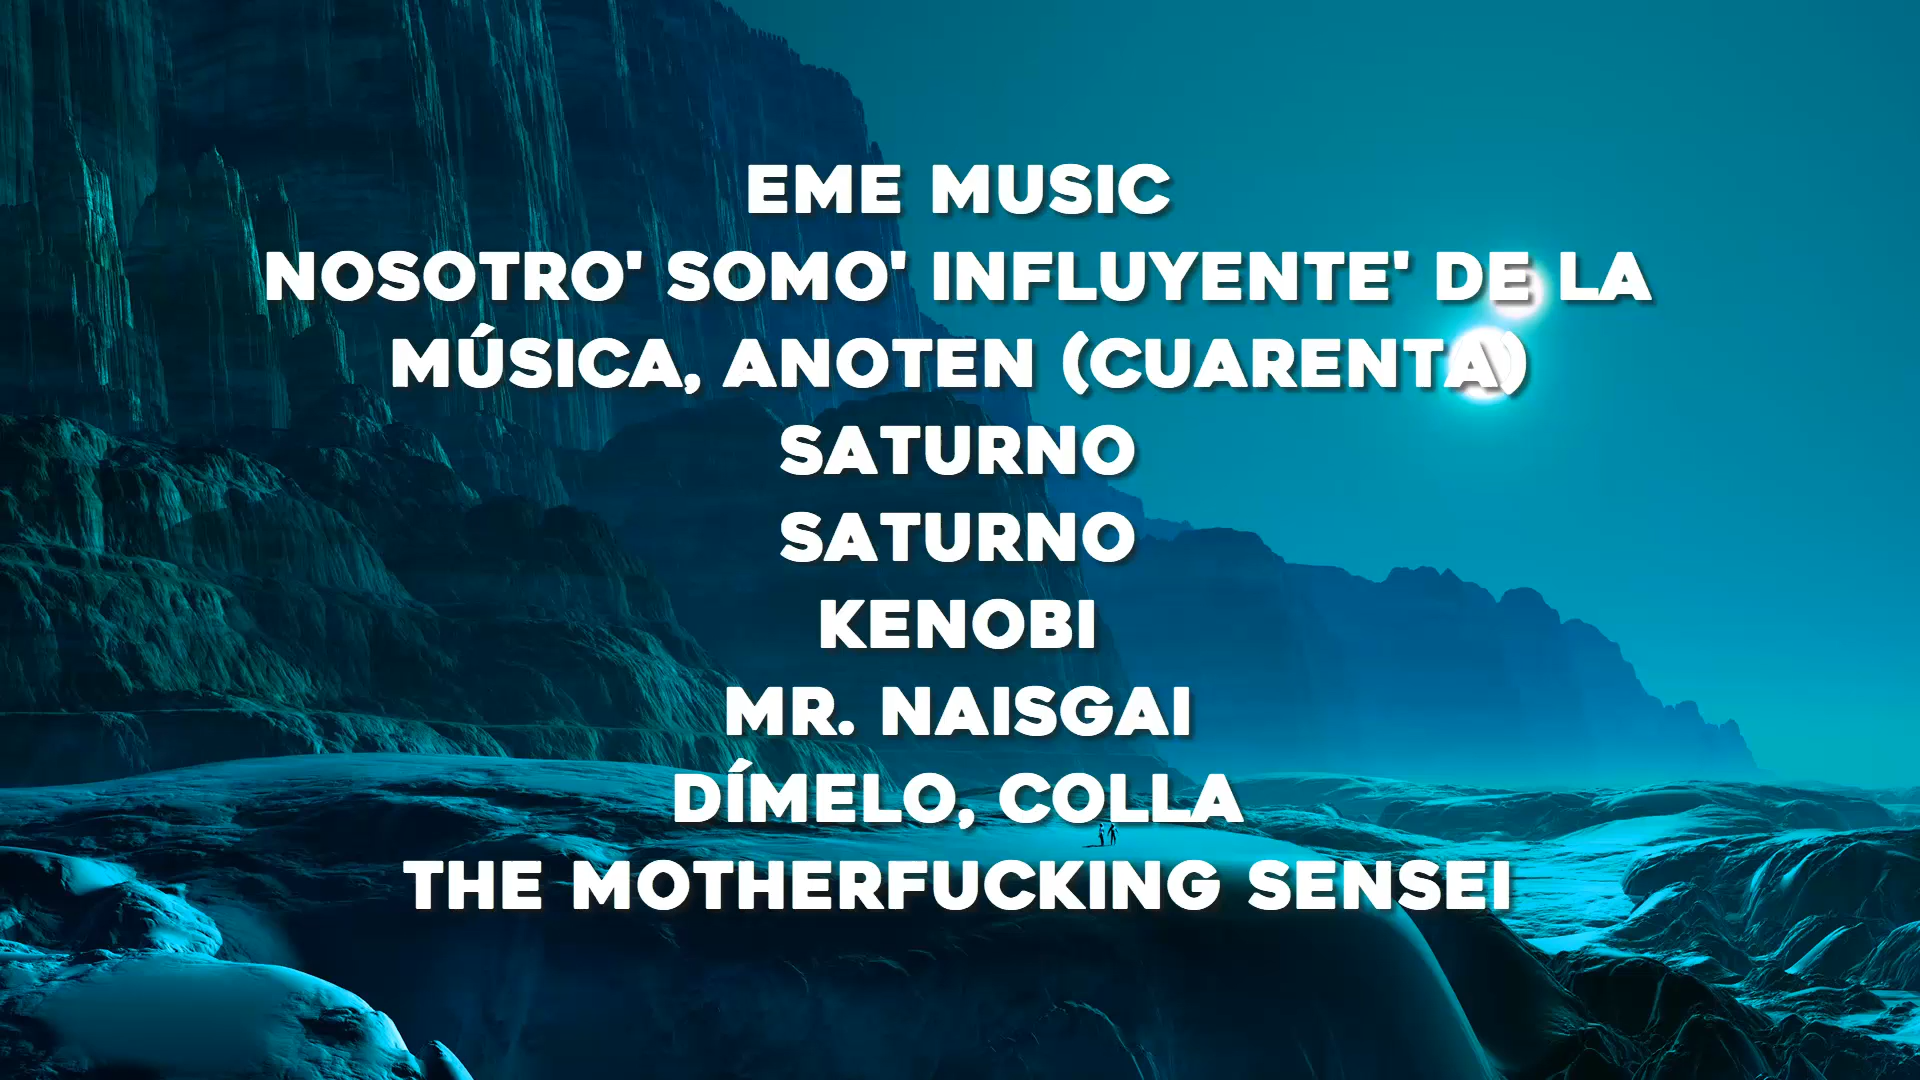 EME MUSIC
NOSOTRO' SOMO' INFLUYENTE' DE LA
MÚSICA, ANOTEN (CUARENTA)
SATURNO
SATURNO
KENOBI
MR. NAISGAI
DÍMELO, COLLA
THE MOTHERFUCKING SENSEI